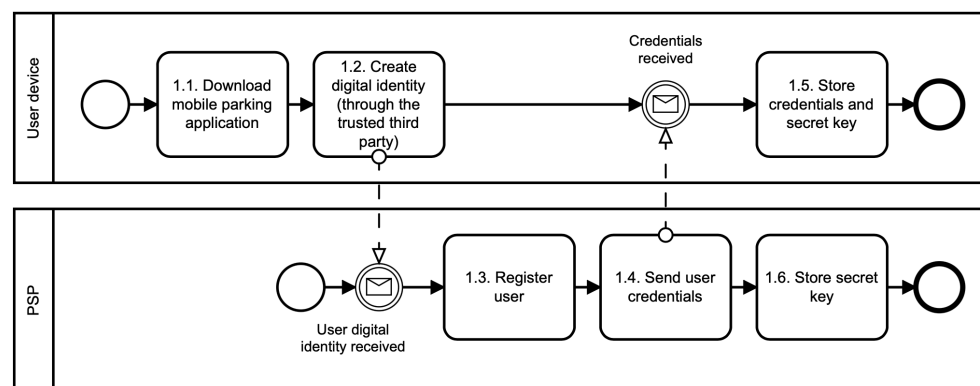 User device
1.1. Download
mobile parking
application
1.2. Create
digital identity
(through the
trusted third
party)
Credentials
received
1.5. Store
credentials and
secret key
PSP
User digital
identity received
1.3. Register
user
1.4. Send user
credentials
1.6. Store secret
key